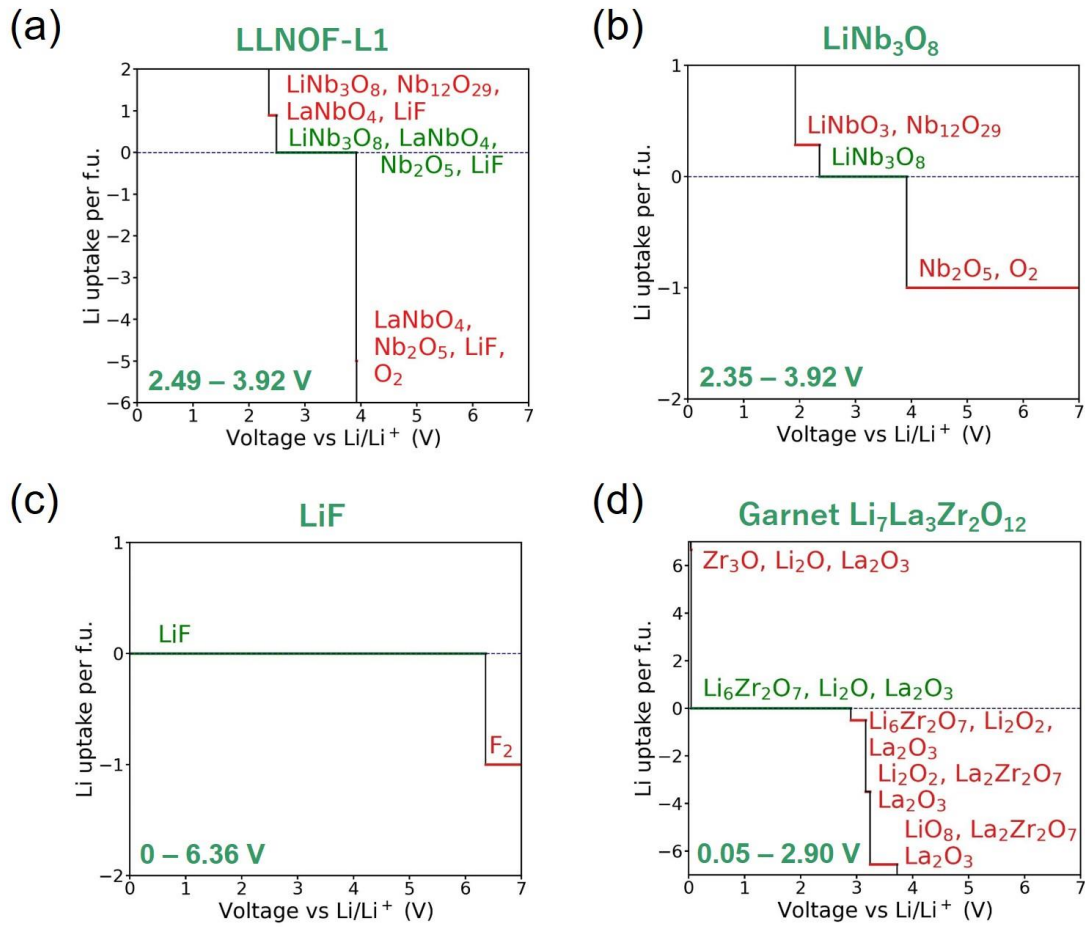 (a)
LLNOF-L1
2
1
0
−1
−2
−3
−4
−5
−6
Li uptake per f.u.
LiNb₃O₈, Nb₁₂O₂₉,
LaNbO₄, LiF
LiNb₃O₈, LaNbO₄,
Nb₂O₅, LiF
LaNbO₄,
Nb₂O₅, LiF,
O₂
2.49 – 3.92 V
0 1 2 3 4 5 6 7
Voltage vs Li/Li⁺ (V)
(b)
LiNb₃O₈
1
0
−1
−2
Li uptake per f.u.
LiNbO₃, Nb₁₂O₂₉
LiNb₃O₈
Nb₂O₅, O₂
2.35 – 3.92 V
0 1 2 3 4 5 6 7
Voltage vs Li/Li⁺ (V)
(c)
LiF
1
0
−1
−2
Li uptake per f.u.
LiF
F₂
0 – 6.36 V
0 1 2 3 4 5 6 7
Voltage vs Li/Li⁺ (V)
(d)
Garnet Li₇La₃Zr₂O₁₂
6
4
2
0
−2
−4
−6
Li uptake per f.u.
Zr₃O, Li₂O, La₂O₃
Li₆Zr₂O₇, Li₂O, La₂O₃
Li₆Zr₂O₇, Li₂O₂,
La₂O₃
Li₂O₂, La₂Zr₂O₇
La₂O₃
LiO₈, La₂Zr₂O₇
La₂O₃
0.05 – 2.90 V
0 1 2 3 4 5 6 7
Voltage vs Li/Li⁺ (V)